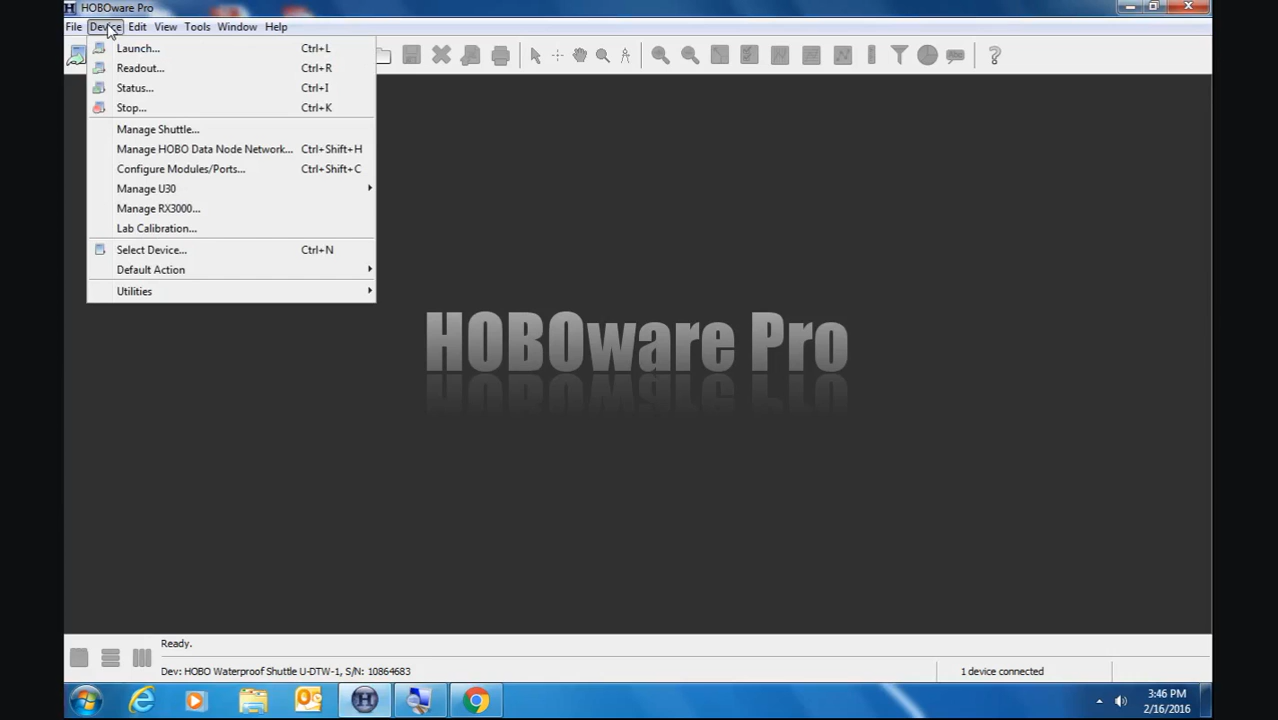 HOBOware Pro
File Device Edit View Tools Window Help
Launch... Ctrl+L
Readout... Ctrl+R
Status... Ctrl+I
Stop... Ctrl+K
Manage Shuttle...
Manage HOBO Data Node Network... Ctrl+Shift+H
Configure Modules/Ports... Ctrl+Shift+C
Manage U30
Manage RX3000...
Lab Calibration...
Select Device... Ctrl+N
Default Action
Utilities
HOBOware Pro
Ready.
Dev: HOBO Waterproof Shuttle U-DTW-1, S/N: 10864683 1 device connected
3:46 PM
2/16/2016